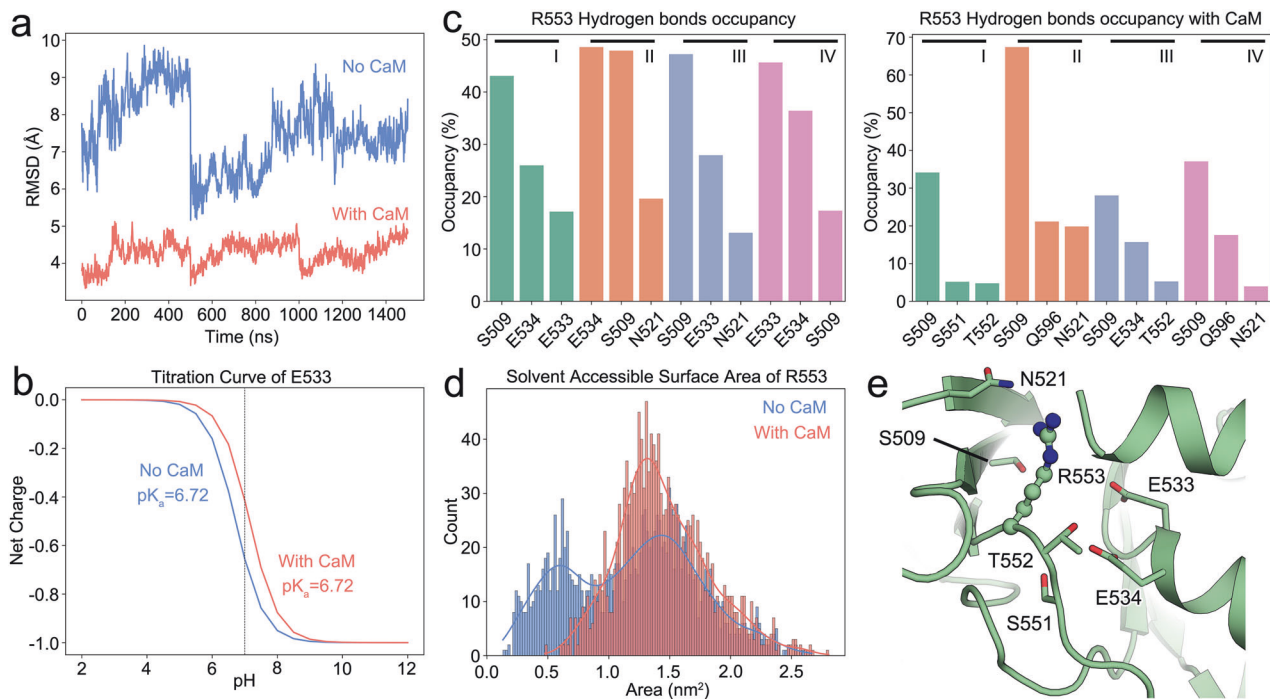 a
RMSD (Å)
10
9
8
7
6
5
4
No CaM
With CaM
0 200 400 600 800 1000 1200 1400
Time (ns)
b
Titration Curve of E533
Net Charge
0.0
-0.2
-0.4
-0.6
-0.8
-1.0
No CaM
pKa=6.72
With CaM
pKa=6.72
2 4 6 8 10 12
pH
c
R553 Hydrogen bonds occupancy
Occupancy (%)
50
40
30
20
10
0
I II III IV
S509 E534 E533 E534 S509 N521 S509 E533 N521 E533 E534 S509
R553 Hydrogen bonds occupancy with CaM
Occupancy (%)
70
60
50
40
30
20
10
0
I II III IV
S509 S551 T552 S509 Q596 N521 S509 E534 T552 S509 Q596 N521
d
Solvent Accessible Surface Area of R553
Count
40
30
20
10
0
No CaM
With CaM
0.0 0.5 1.0 1.5 2.0 2.5
Area (nm²)
e
N521
S509
R553
E533
T552
E534
S551